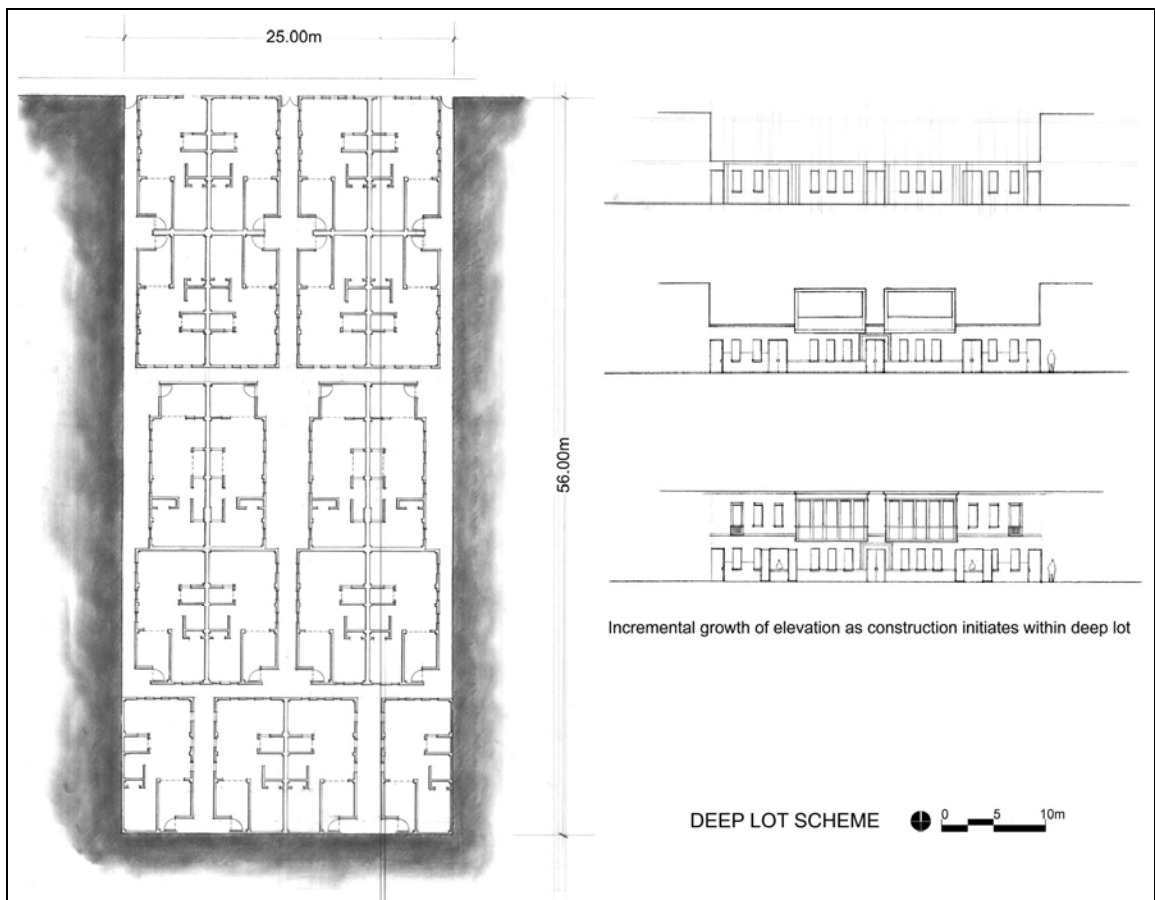 25.00m
56.00m
Incremental growth of elevation as construction initiates within deep lot
DEEP LOT SCHEME
0 5 10m